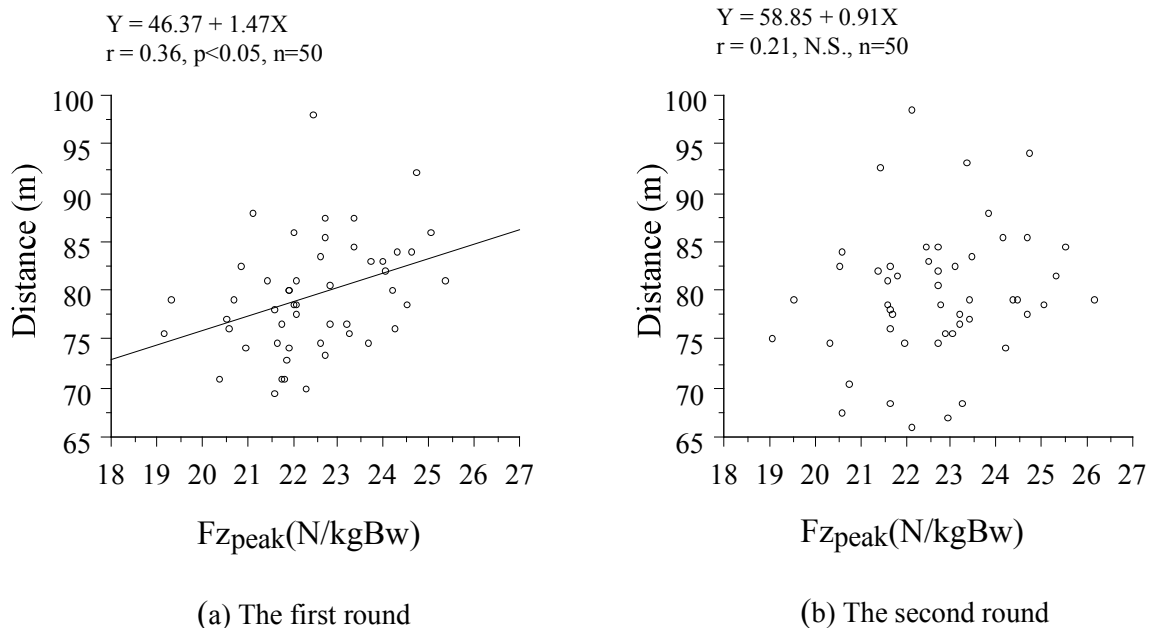 Y = 46.37 + 1.47X
r = 0.36, p<0.05, n=50
100
95
90
85
80
75
70
65
Distance (m)
18 19 20 21 22 23 24 25 26 27
Fzpeak(N/kgBw)
(a) The first round
Y = 58.85 + 0.91X
r = 0.21, N.S., n=50
100
95
90
85
80
75
70
65
Distance (m)
18 19 20 21 22 23 24 25 26 27
Fzpeak(N/kgBw)
(b) The second round